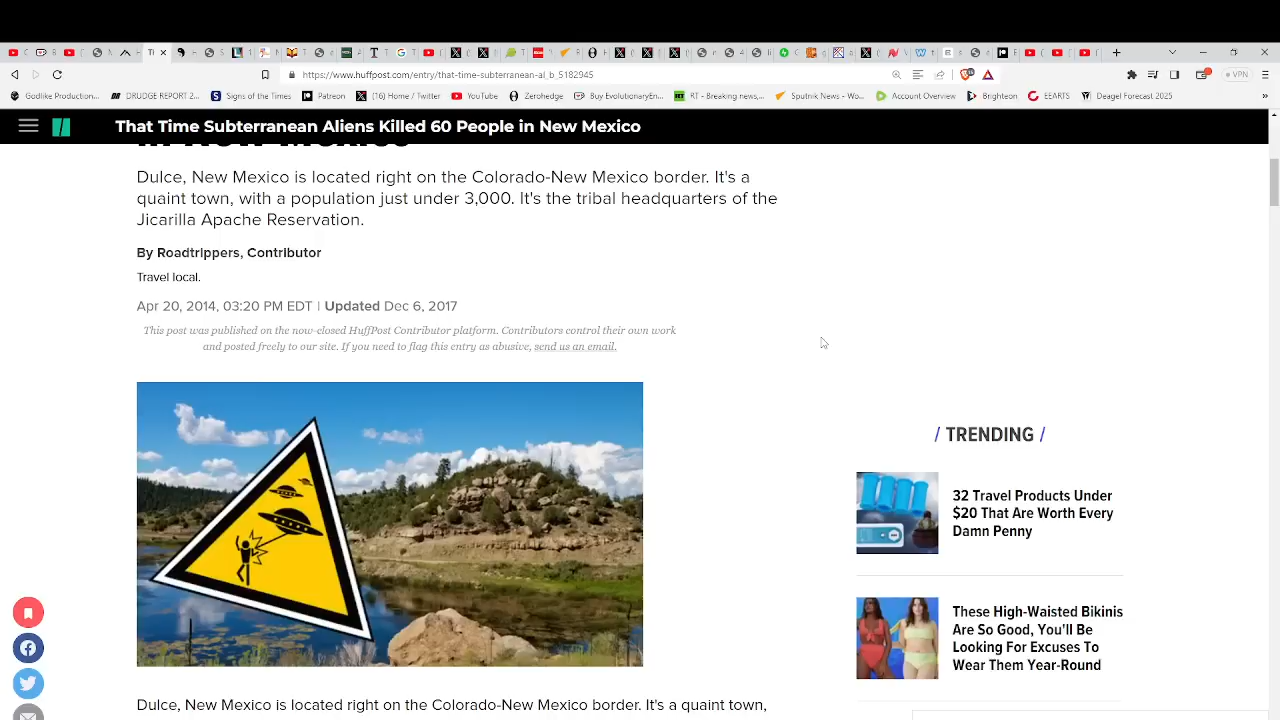 https://www.huffpost.com/entry/that-time-subterranean-al_b_5182945
VPN
Godlike Production...
DRUDGE REPORT 2...
Signs of the Times
Patreon
(16) Home / Twitter
YouTube
Zerohedge
Buy EvolutionaryEn...
RT - Breaking news,...
Sputnik News - Wo...
Account Overview
Brighteon
EEARTS
Deagel Forecast 2025
That Time Subterranean Aliens Killed 60 People in New Mexico
in New Mexico
Dulce, New Mexico is located right on the Colorado-New Mexico border. It's a
quaint town, with a population just under 3,000. It's the tribal headquarters of the
Jicarilla Apache Reservation.
By Roadtrippers, Contributor
Travel local.
Apr 20, 2014, 03:20 PM EDT | Updated Dec 6, 2017
This post was published on the now-closed HuffPost Contributor platform. Contributors control their own work
and posted freely to our site. If you need to flag this entry as abusive, send us an email.
/ TRENDING /
32 Travel Products Under
$20 That Are Worth Every
Damn Penny
These High-Waisted Bikinis
Are So Good, You'll Be
Looking For Excuses To
Wear Them Year-Round
Dulce, New Mexico is located right on the Colorado-New Mexico border. It's a quaint town,